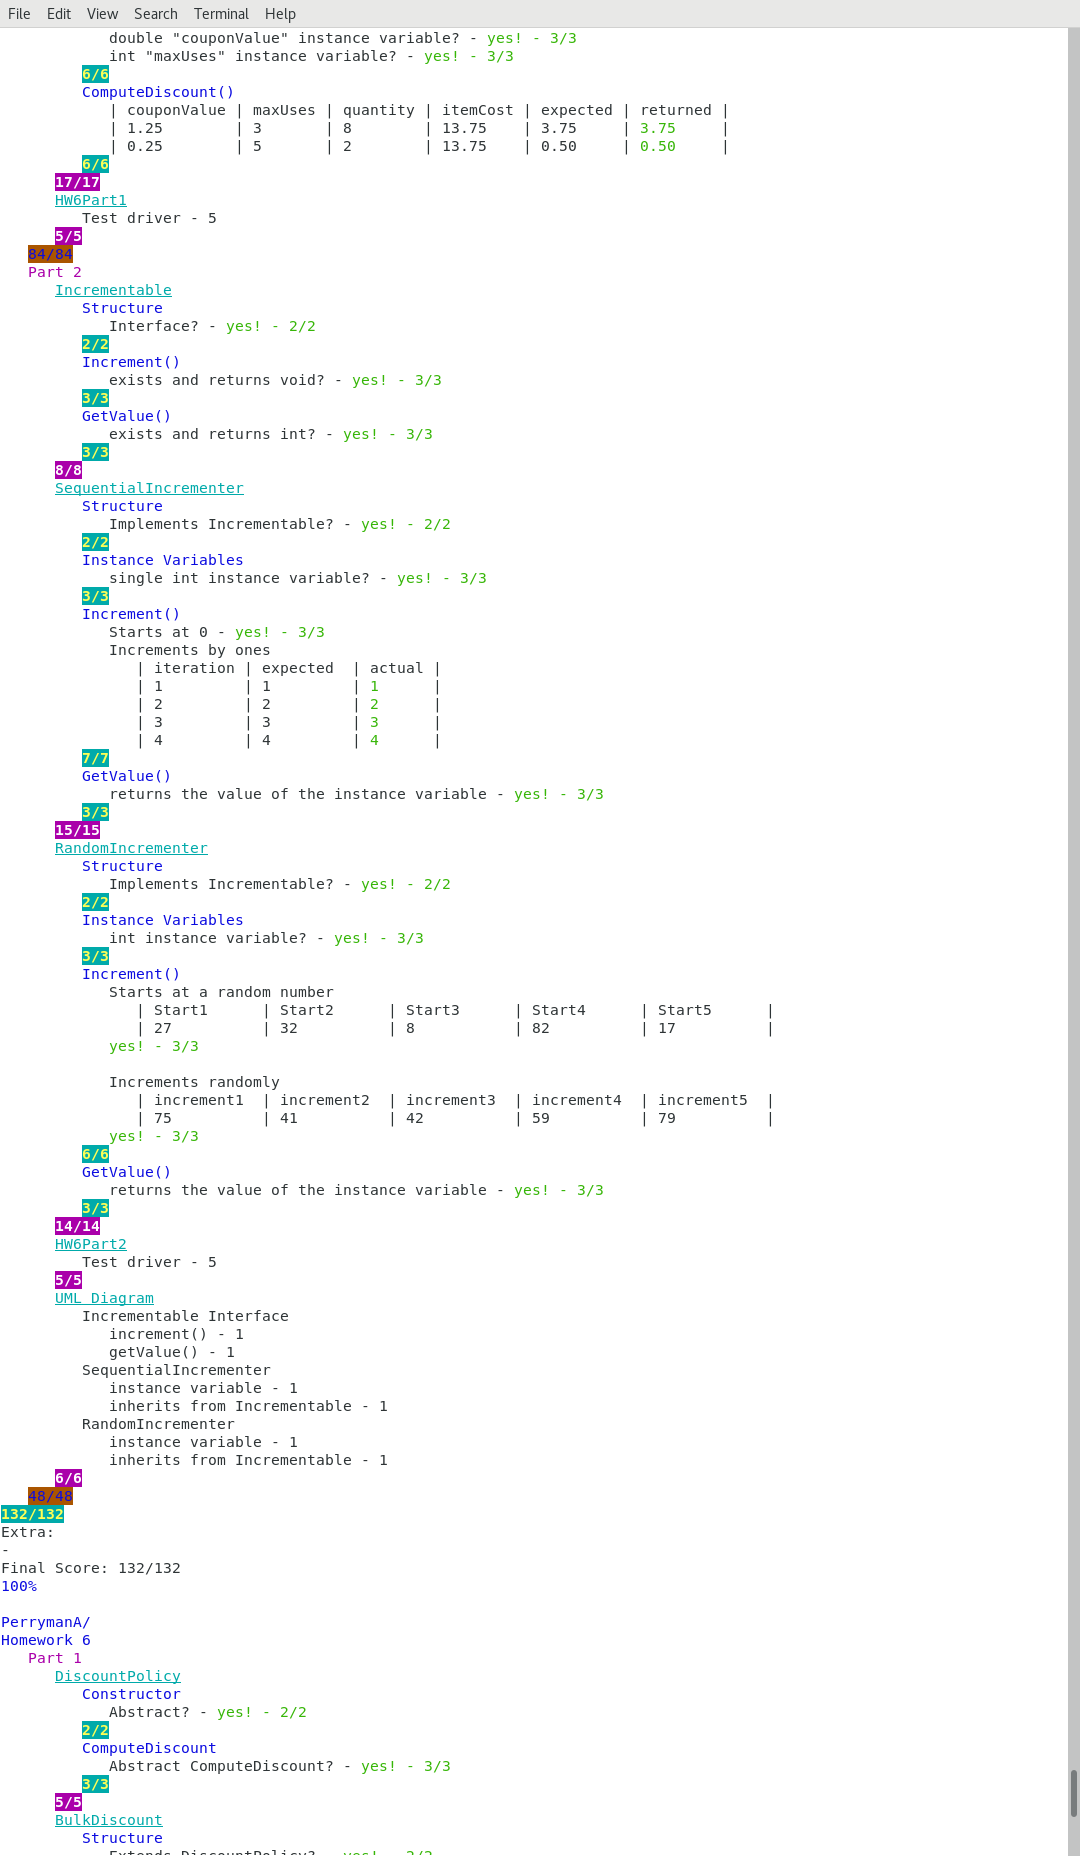 File Edit View Search Terminal Help
double "couponValue" instance variable? - yes! - 3/3
int "maxUses" instance variable? - yes! - 3/3
6/6
ComputeDiscount()
| couponValue | maxUses | quantity | itemCost | expected | returned |
| 1.25 | 3 | 8 | 13.75 | 3.75 | 3.75 |
| 0.25 | 5 | 2 | 13.75 | 0.50 | 0.50 |
6/6
17/17
HW6Part1
Test driver - 5
5/5
84/84
Part 2
Incrementable
Structure
Interface? - yes! - 2/2
2/2
Increment()
exists and returns void? - yes! - 3/3
3/3
GetValue()
exists and returns int? - yes! - 3/3
3/3
8/8
SequentialIncrementer
Structure
Implements Incrementable? - yes! - 2/2
2/2
Instance Variables
single int instance variable? - yes! - 3/3
3/3
Increment()
Starts at 0 - yes! - 3/3
Increments by ones
| iteration | expected | actual |
| 1 | 1 | 1 |
| 2 | 2 | 2 |
| 3 | 3 | 3 |
| 4 | 4 | 4 |
7/7
GetValue()
returns the value of the instance variable - yes! - 3/3
3/3
15/15
RandomIncrementer
Structure
Implements Incrementable? - yes! - 2/2
2/2
Instance Variables
int instance variable? - yes! - 3/3
3/3
Increment()
Starts at a random number
| Start1 | Start2 | Start3 | Start4 | Start5 |
| 27 | 32 | 8 | 82 | 17 |
yes! - 3/3
Increments randomly
| increment1 | increment2 | increment3 | increment4 | increment5 |
| 75 | 41 | 42 | 59 | 79 |
yes! - 3/3
6/6
GetValue()
returns the value of the instance variable - yes! - 3/3
3/3
14/14
HW6Part2
Test driver - 5
5/5
UML Diagram
Incrementable Interface
increment() - 1
getValue() - 1
SequentialIncrementer
instance variable - 1
inherits from Incrementable - 1
RandomIncrementer
instance variable - 1
inherits from Incrementable - 1
6/6
48/48
132/132
Extra:
-
Final Score: 132/132
100%
PerrymanA/
Homework 6
Part 1
DiscountPolicy
Constructor
Abstract? - yes! - 2/2
2/2
ComputeDiscount
Abstract ComputeDiscount? - yes! - 3/3
3/3
5/5
BulkDiscount
Structure
Extends DiscountPolicy? - yes! - 2/2